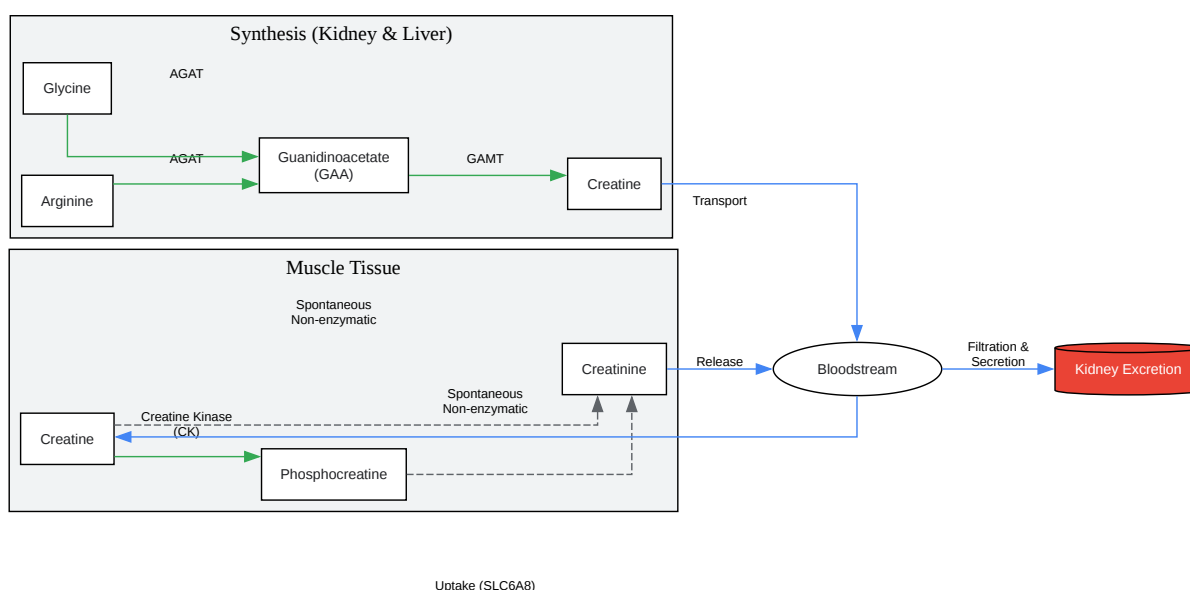 Synthesis (Kidney & Liver)
AGAT
Glycine
AGAT
Guanidinoacetate
(GAA)
GAMT
Creatine
Arginine
Transport
Muscle Tissue
Spontaneous
Non-enzymatic
Creatinine
Release
Bloodstream
Filtration &
Secretion
Kidney Excretion
Spontaneous
Non-enzymatic
Creatine Kinase
(CK)
Creatine
Phosphocreatine
Uptake (SLC6A8)